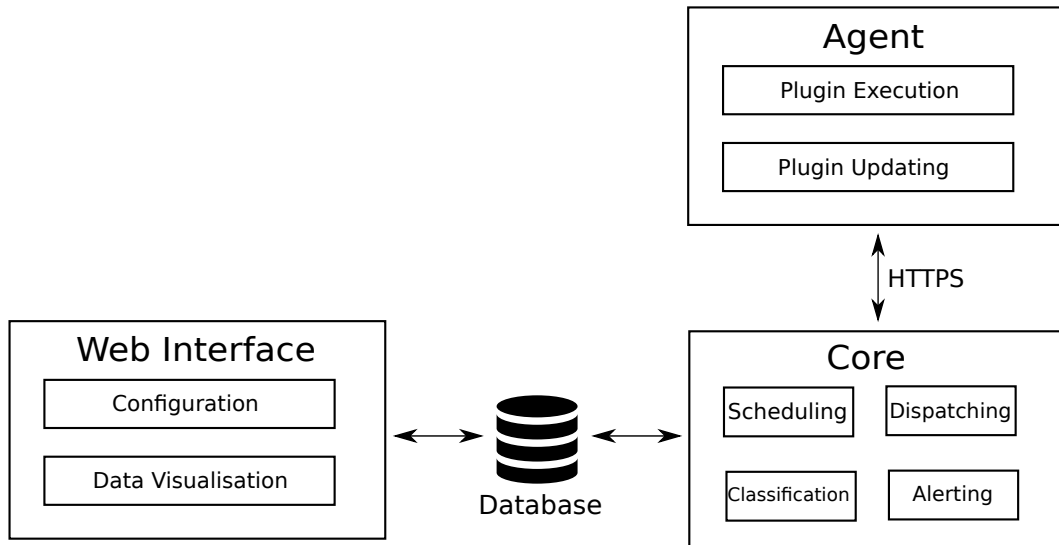 Agent
Plugin Execution
Plugin Updating
HTTPS
Web Interface
Configuration
Data Visualisation
Database
Core
Scheduling
Dispatching
Classification
Alerting